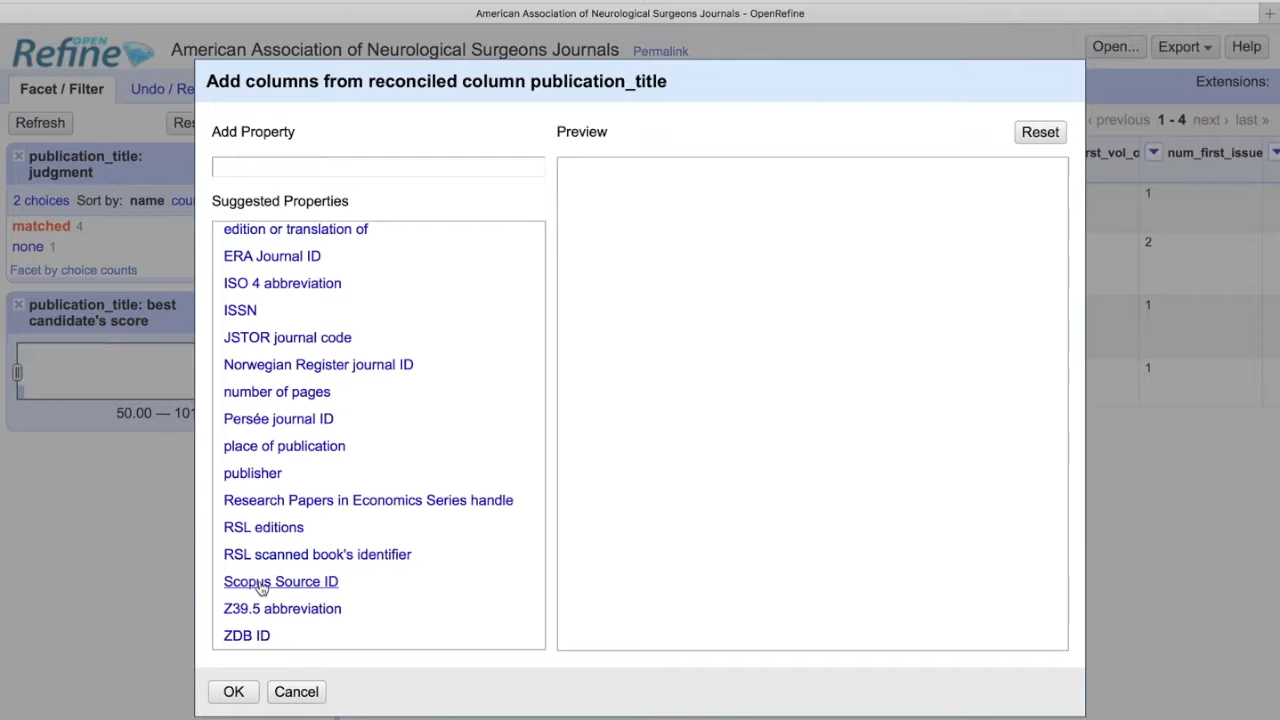 American Association of Neurological Surgeons Journals - OpenRefine
OPEN
Refine
American Association of Neurological Surgeons Journals Permalink
Open... Export Help
Facet / Filter Undo / Re
Extensions:
Refresh Res
‹ previous 1 - 4 next › last »
publication_title: judgment
2 choices Sort by: name cou
matched 4
none 1
Facet by choice counts
publication_title: best candidate's score
50.00 — 101
Add columns from reconciled column publication_title
Add Property
Preview
Reset
Suggested Properties
edition or translation of
ERA Journal ID
ISO 4 abbreviation
ISSN
JSTOR journal code
Norwegian Register journal ID
number of pages
Persée journal ID
place of publication
publisher
Research Papers in Economics Series handle
RSL editions
RSL scanned book's identifier
Scopus Source ID
Z39.5 abbreviation
ZDB ID
OK Cancel
rst_vol_o num_first_issue
1
2
1
1